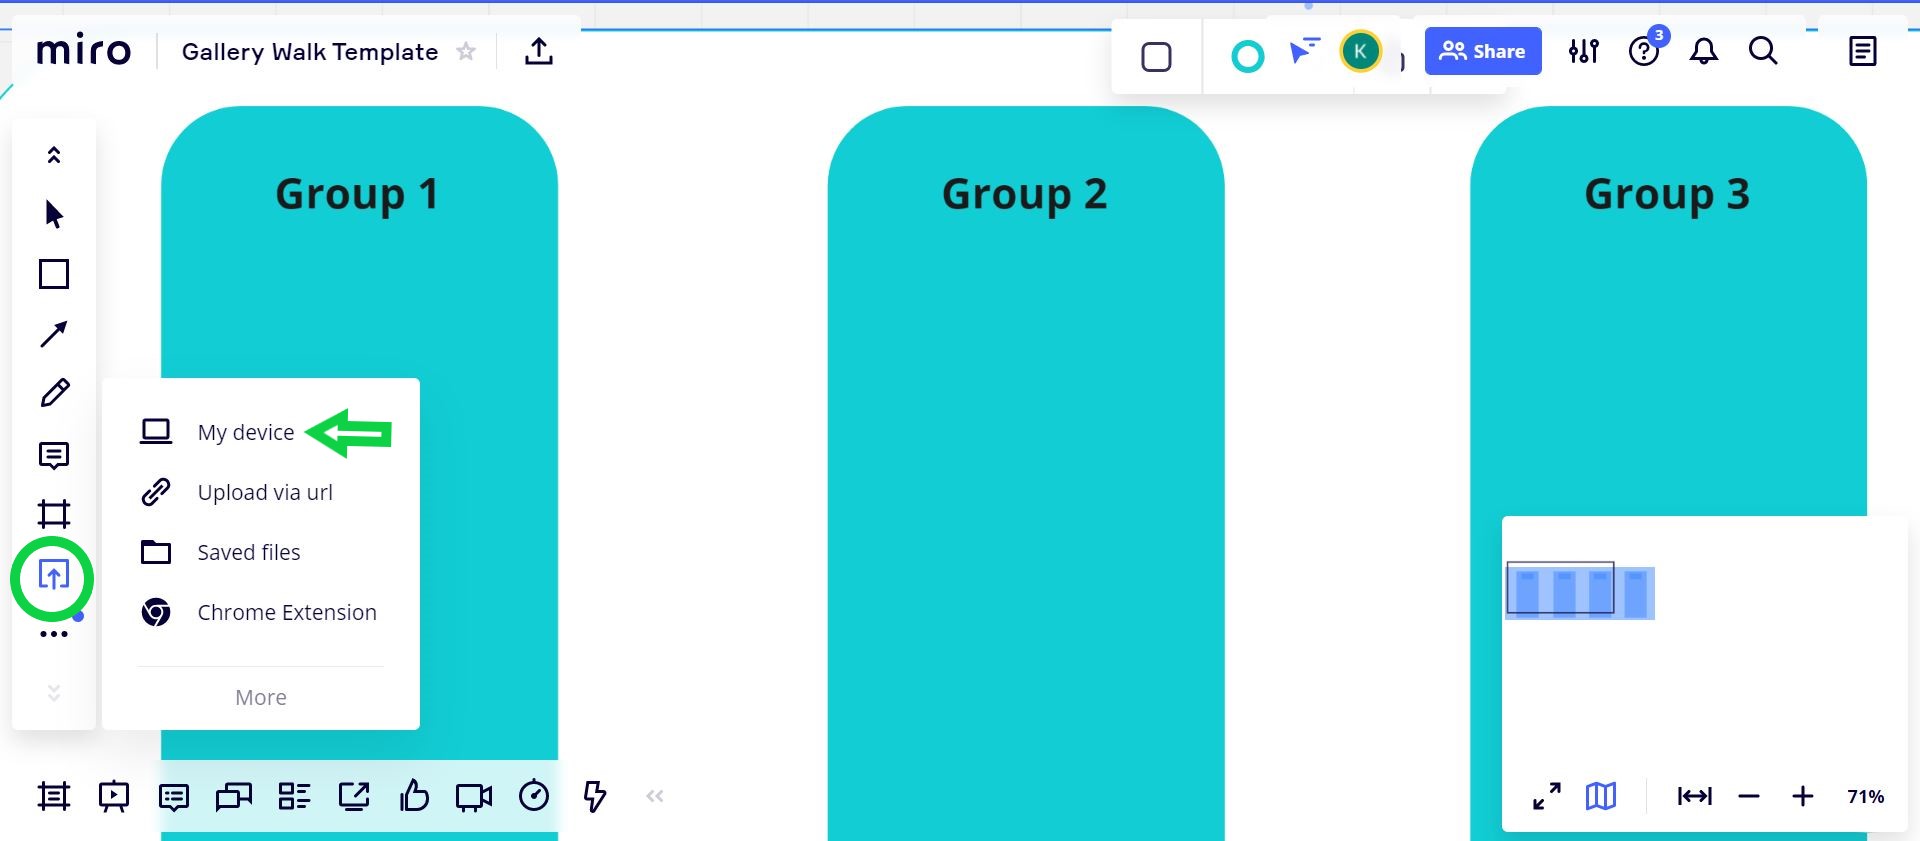 miro
Gallery Walk Template
K
Share
3
Group 1
Group 2
Group 3
My device
Upload via url
Saved files
Chrome Extension
More
71%